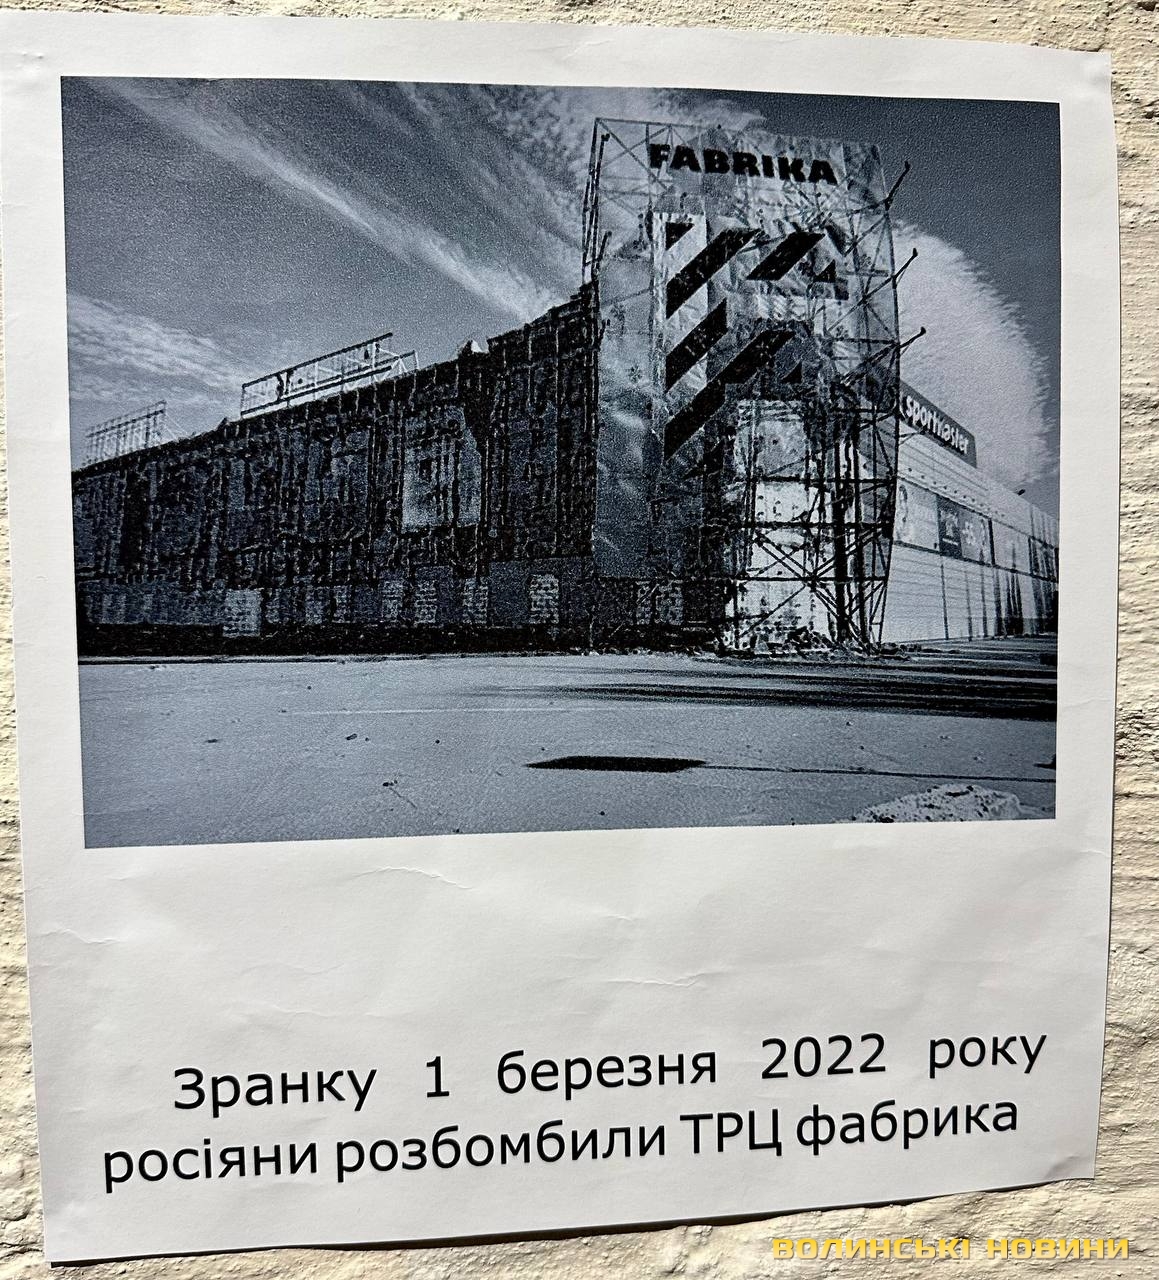 FABRIKA
sportmaster
Зранку 1 березня 2022 року
росіяни розбомбили ТРЦ фабрика
ВОЛИНСЬКІ НОВИНИ